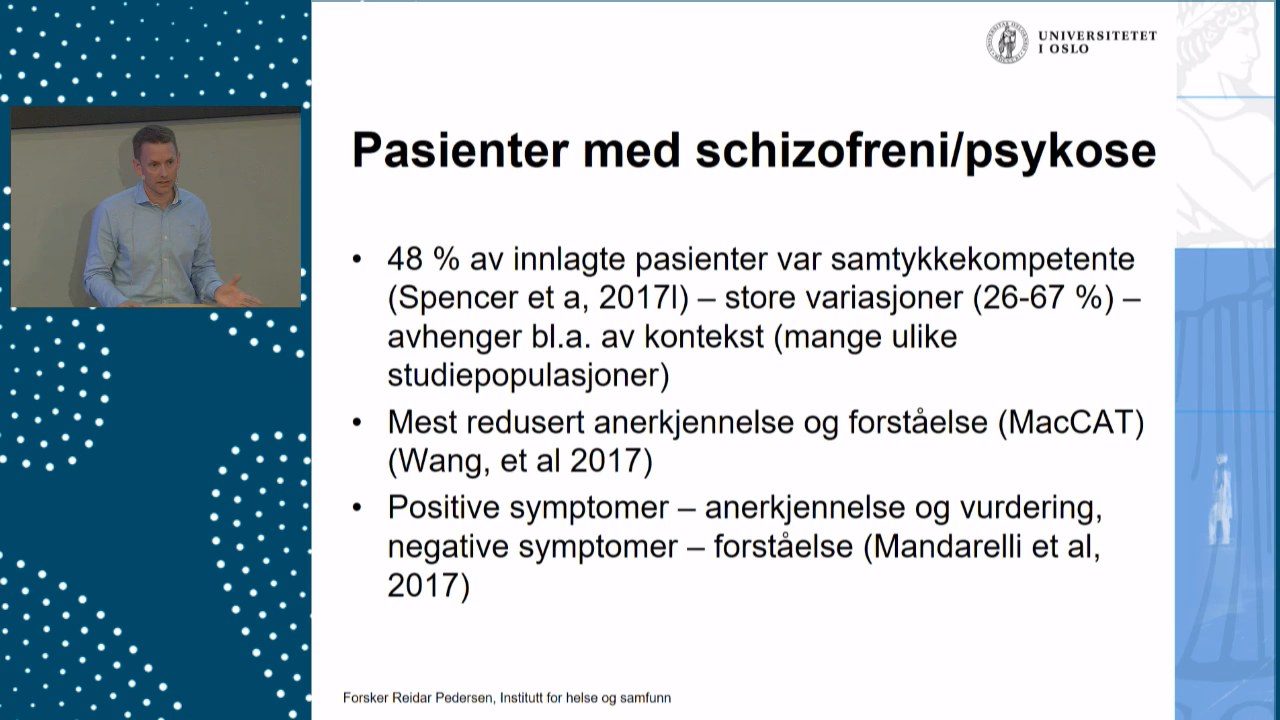 UNIVERSITETET
I OSLO
Pasienter med schizofreni/psykose
• 48 % av innlagte pasienter var samtykkekompetente
(Spencer et a, 2017l) – store variasjoner (26-67 %) –
avhenger bl.a. av kontekst (mange ulike
studiepopulasjoner)
• Mest redusert anerkjennelse og forståelse (MacCAT)
(Wang, et al 2017)
• Positive symptomer – anerkjennelse og vurdering,
negative symptomer – forståelse (Mandarelli et al,
2017)
Forsker Reidar Pedersen, Institutt for helse og samfunn